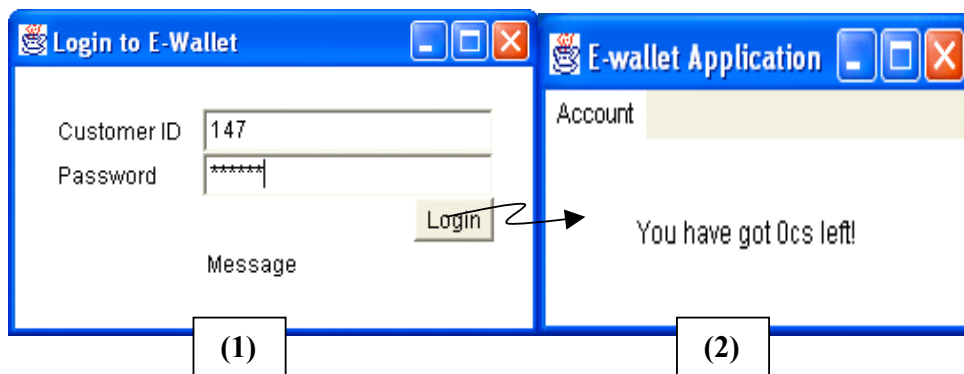 Login to E-Wallet
Customer ID 147
Password ******
Login
Message
(1)
E-wallet Application
Account
You have got 0cs left!
(2)